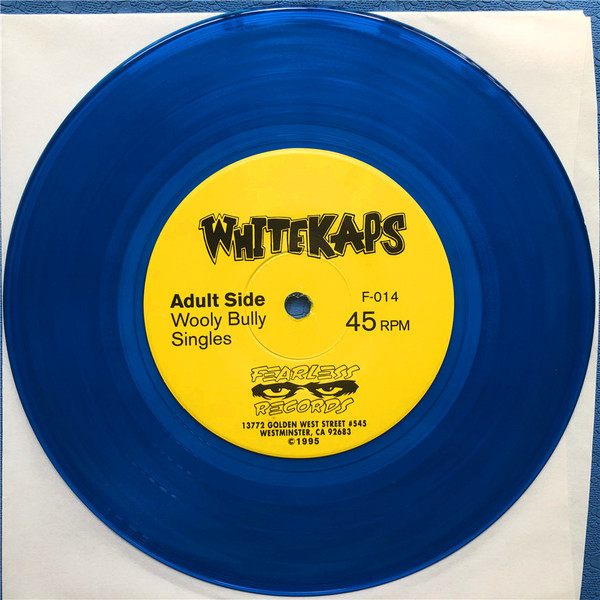 WHITEKAPS
Adult Side
F-014
Wooly Bully
45 RPM
Singles
FEARLESS
RECORDS
13772 GOLDEN WEST STREET #545
WESTMINSTER, CA 92683
©1995